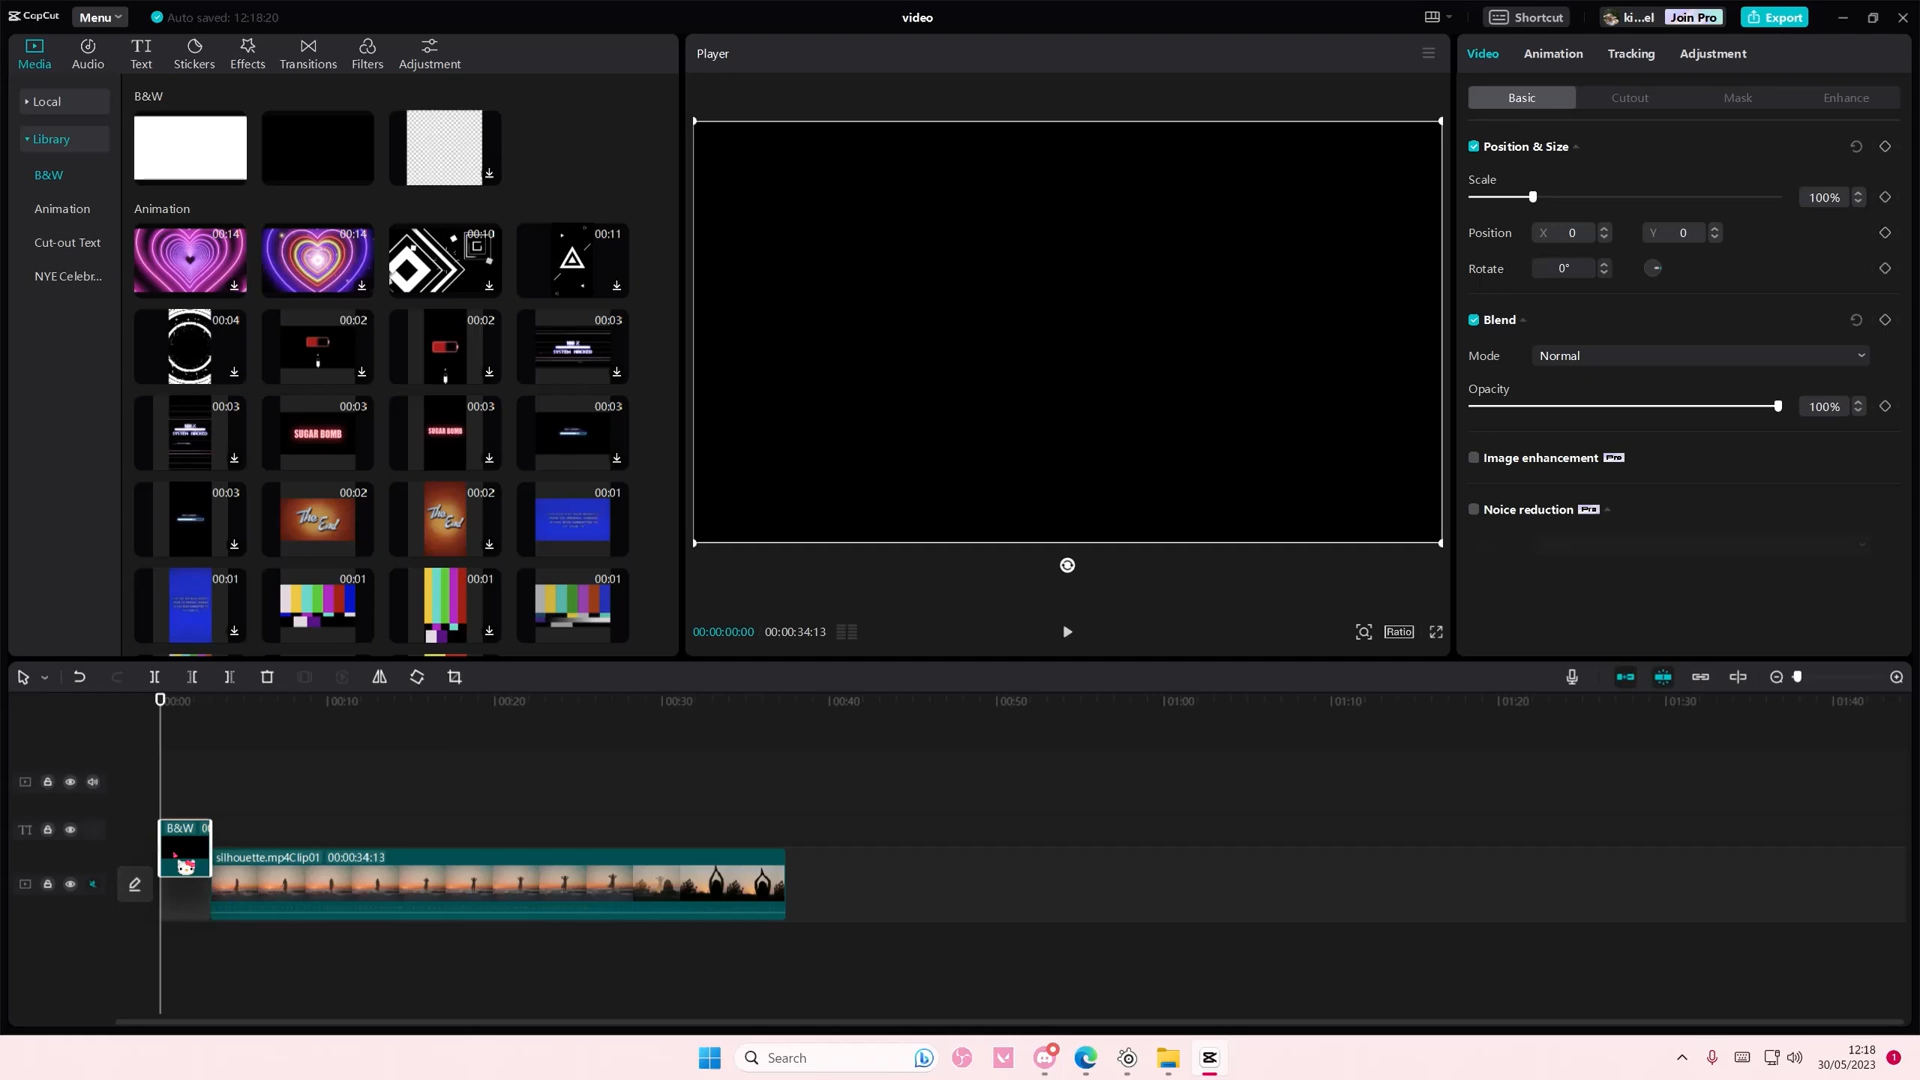 CapCut
Menu
Auto saved: 12:18:20
video
Shortcut
ki...el
Join Pro
Export
Media
Audio
Text
Stickers
Effects
Transitions
Filters
Adjustment
Local
Library
B&W
Animation
Cut-out Text
NYE Celebr...
B&W
Animation
00:14
00:14
00:10
00:11
00:04
00:02
00:02
00:03
SYSTEM HACKED
00:03
00:03
00:03
00:03
SYSTEM HACKED
SUGAR BOMB
SUGAR BOMB
00:03
00:02
00:02
00:01
The End
The End
00:01
00:01
00:01
00:01
Player
00:00:00:00
00:00:34:13
Ratio
Video
Animation
Tracking
Adjustment
Basic
Cutout
Mask
Enhance
Position & Size
Scale
100%
Position
X 0
Y 0
Rotate
0°
Blend
Mode
Normal
Opacity
100%
Image enhancement Pro
Noice reduction Pro
00:00
00:10
00:20
00:30
00:40
00:50
01:00
01:10
01:20
01:30
01:40
TI
B&W
silhouette.mp4Clip01 00:00:34:13
Search
12:18
30/05/2023
1